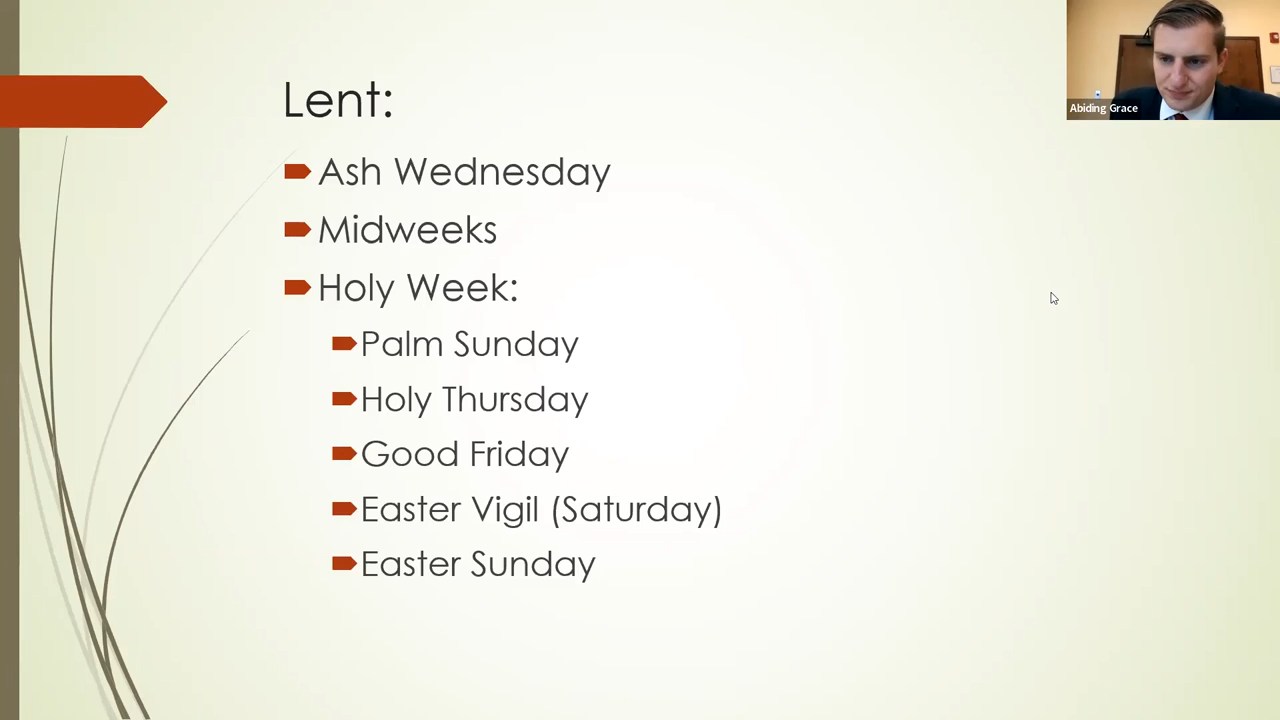 Lent:
Ash Wednesday
Midweeks
Holy Week:
Palm Sunday
Holy Thursday
Good Friday
Easter Vigil (Saturday)
Easter Sunday
Abiding Grace